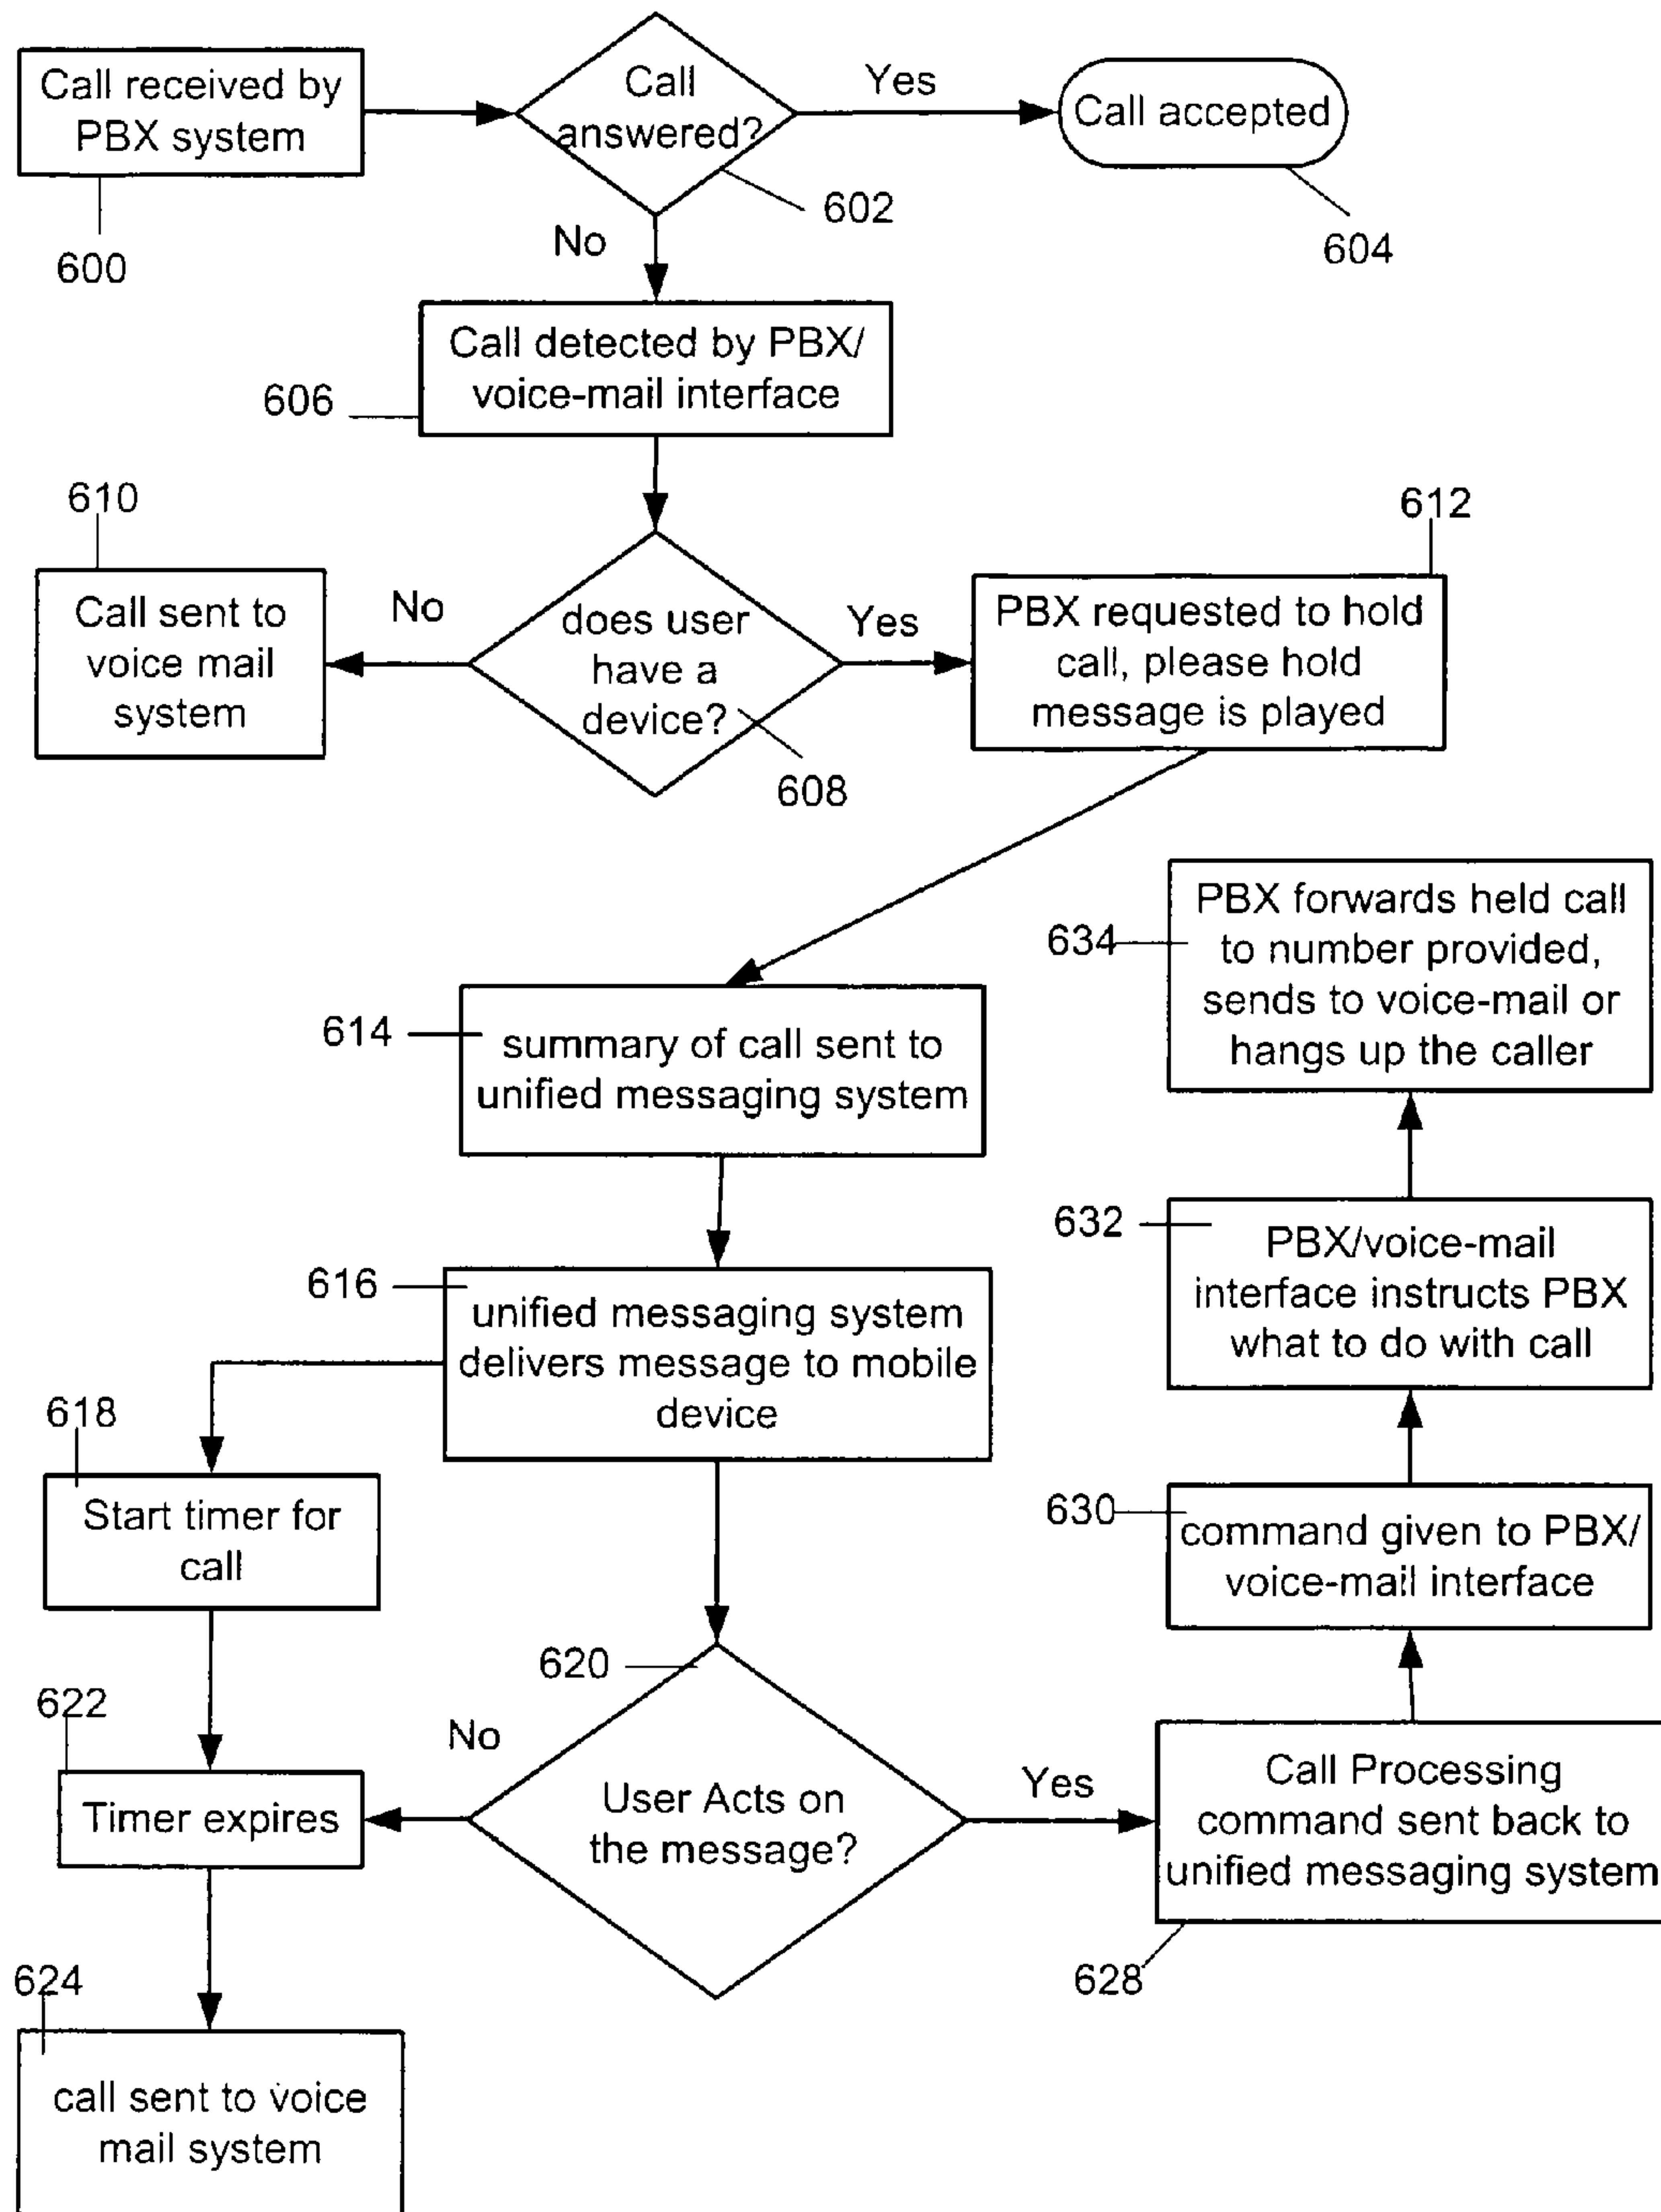 Call received by
PBX system
600
Call
answered?
602
Yes
Call accepted
604
No
Call detected by PBX/
voice-mail interface
606
610
Call sent to
voice mail
system
No
does user
have a
device?
608
Yes
612
PBX requested to hold
call, please hold
message is played
614
summary of call sent to
unified messaging system
616
unified messaging system
delivers message to mobile
device
618
Start timer for
call
620
User Acts on
the message?
No
622
Timer expires
624
call sent to voice
mail system
Yes
Call Processing
command sent back to
unified messaging system
628
630
command given to PBX/
voice-mail interface
632
PBX/voice-mail
interface instructs PBX
what to do with call
634
PBX forwards held call
to number provided,
sends to voice-mail or
hangs up the caller